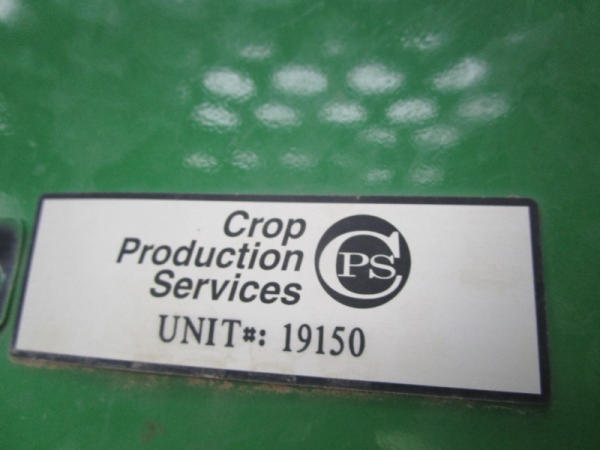 Crop
Production
Services
CPS
UNIT#: 19150